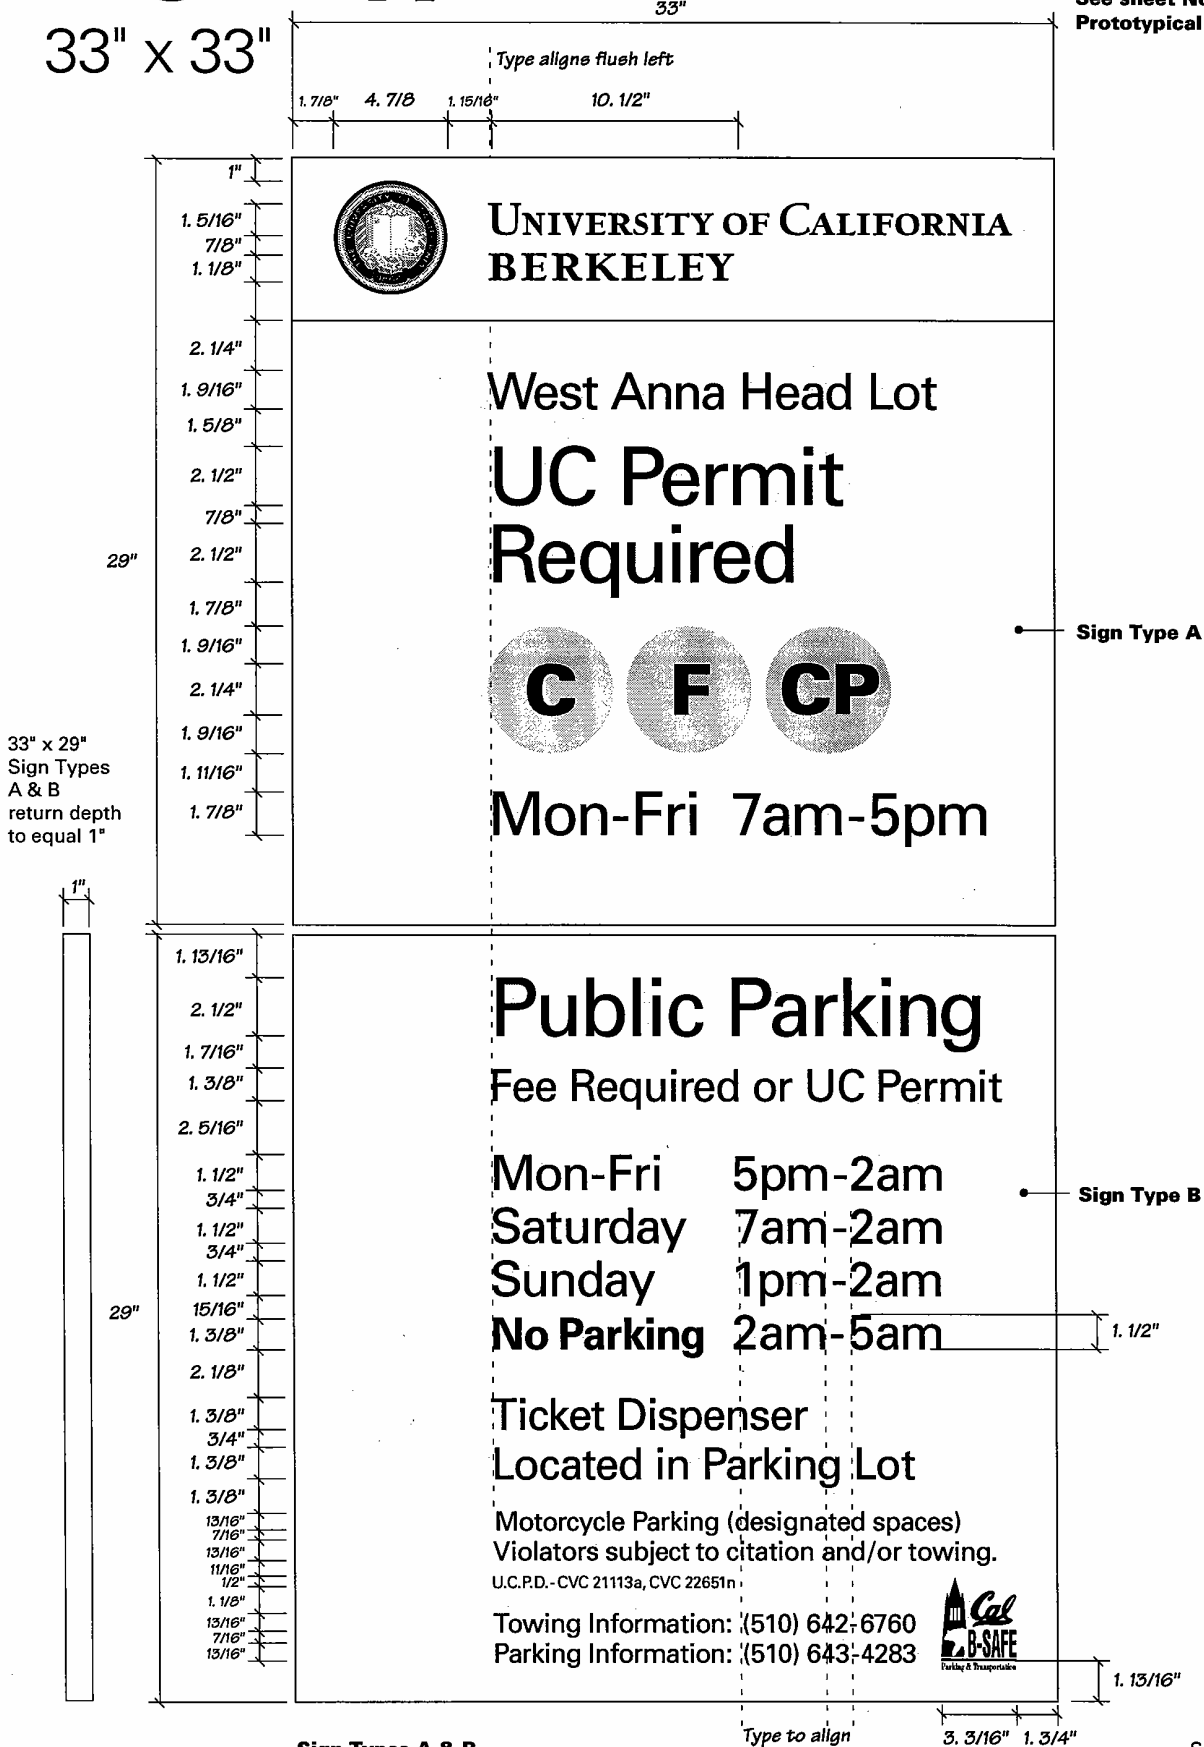 33" x 33"
33"
Prototypical
Type aligns flush left
1. 7/8" 4. 7/8 1. 15/16" 10. 1/2"
1"
1. 5/16"
7/8"
1. 1/8"
UNIVERSITY OF CALIFORNIA
BERKELEY
2. 1/4"
1. 9/16"
West Anna Head Lot
1. 5/8"
2. 1/2"
UC Permit
7/8"
2. 1/2"
Required
29"
1. 7/8"
1. 9/16"
Sign Type A
2. 1/4"
C F CP
1. 9/16"
1. 11/16"
1. 7/8"
Mon-Fri 7am-5pm
33" x 29"
Sign Types
A & B
return depth
to equal 1"
1"
1. 13/16"
2. 1/2"
Public Parking
1. 7/16"
1. 3/8"
Fee Required or UC Permit
2. 5/16"
1. 1/2"
Mon-Fri 5pm-2am
3/4"
Sign Type B
1. 1/2"
Saturday 7am-2am
3/4"
1. 1/2"
Sunday 1pm-2am
15/16"
29"
1. 3/8"
No Parking 2am-5am
1. 1/2"
2. 1/8"
1. 3/8"
Ticket Dispenser
3/4"
1. 3/8"
Located in Parking Lot
1. 3/8"
13/16"
Motorcycle Parking (designated spaces)
7/16"
13/16"
Violators subject to citation and/or towing.
11/16"
1/2"
U.C.P.D.-CVC 21113a, CVC 22651n
1. 1/8"
13/16"
Towing Information: (510) 642-6760
7/16"
13/16"
Parking Information: (510) 643-4283
Cal
B-SAFE
Parking & Transportation
1. 13/16"
Type to align
3. 3/16" 1. 3/4"